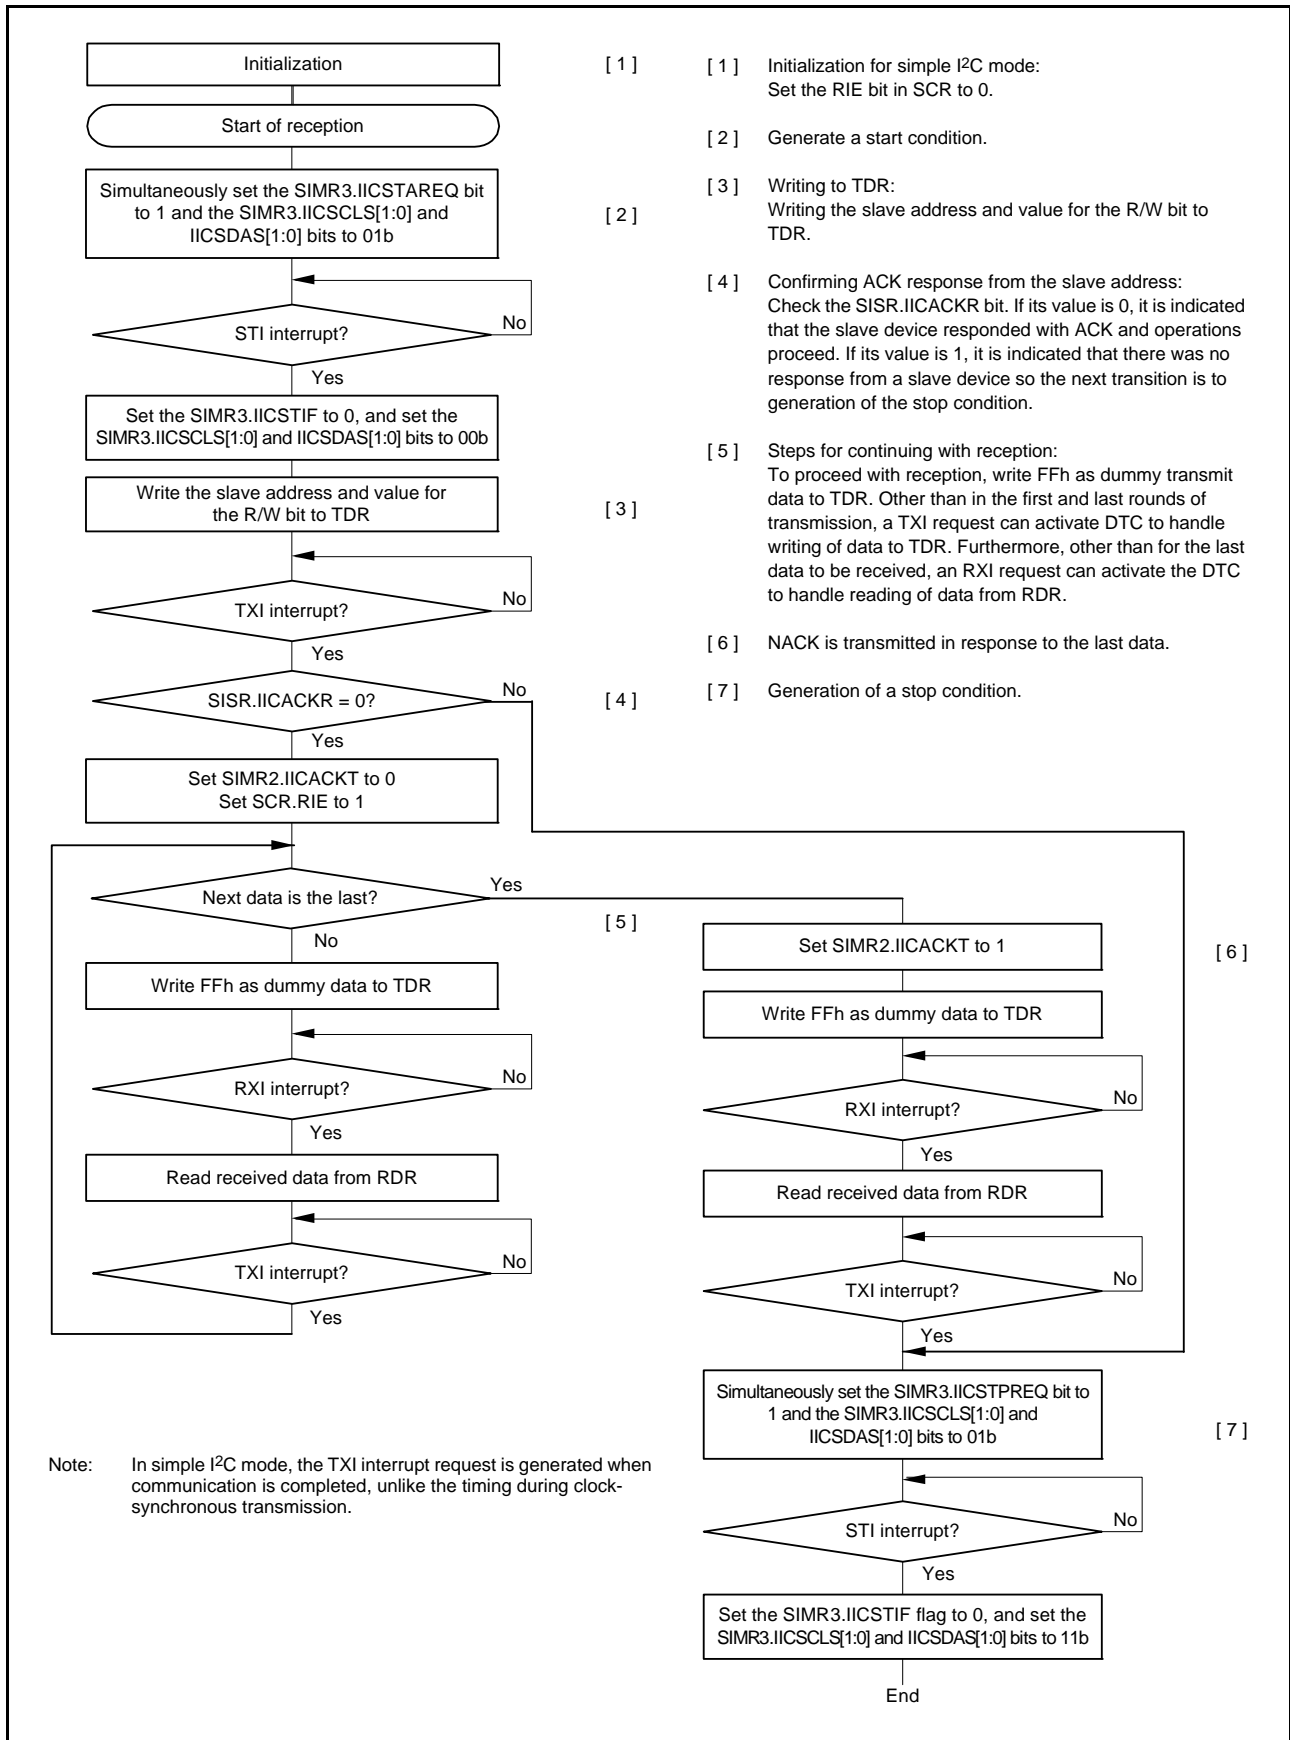 Initialization
[ 1 ]
Start of reception
Simultaneously set the SIMR3.IICSTAREQ bit
to 1 and the SIMR3.IICSCLS[1:0] and
IICSDAS[1:0] bits to 01b
[ 2 ]
STI interrupt?
No
Yes
Set the SIMR3.IICSTIF to 0, and set the
SIMR3.IICSCLS[1:0] and IICSDAS[1:0] bits to 00b
Write the slave address and value for
the R/W bit to TDR
[ 3 ]
TXI interrupt?
No
Yes
SISR.IICACKR = 0?
No
[ 4 ]
Yes
Set SIMR2.IICACKT to 0
Set SCR.RIE to 1
Next data is the last?
Yes
[ 5 ]
No
Write FFh as dummy data to TDR
RXI interrupt?
No
Yes
Read received data from RDR
TXI interrupt?
No
Yes
[ 1 ] Initialization for simple I2C mode:
Set the RIE bit in SCR to 0.
[ 2 ] Generate a start condition.
[ 3 ] Writing to TDR:
Writing the slave address and value for the R/W bit to
TDR.
[ 4 ] Confirming ACK response from the slave address:
Check the SISR.IICACKR bit. If its value is 0, it is indicated
that the slave device responded with ACK and operations
proceed. If its value is 1, it is indicated that there was no
response from a slave device so the next transition is to
generation of the stop condition.
[ 5 ] Steps for continuing with reception:
To proceed with reception, write FFh as dummy transmit
data to TDR. Other than in the first and last rounds of
transmission, a TXI request can activate DTC to handle
writing of data to TDR. Furthermore, other than for the last
data to be received, an RXI request can activate the DTC
to handle reading of data from RDR.
[ 6 ] NACK is transmitted in response to the last data.
[ 7 ] Generation of a stop condition.
Set SIMR2.IICACKT to 1
[ 6 ]
Write FFh as dummy data to TDR
RXI interrupt?
No
Yes
Read received data from RDR
TXI interrupt?
No
Yes
Simultaneously set the SIMR3.IICSTPREQ bit to
1 and the SIMR3.IICSCLS[1:0] and
IICSDAS[1:0] bits to 01b
[ 7 ]
STI interrupt?
No
Yes
Set the SIMR3.IICSTIF flag to 0, and set the
SIMR3.IICSCLS[1:0] and IICSDAS[1:0] bits to 11b
End
Note: In simple I2C mode, the TXI interrupt request is generated when
communication is completed, unlike the timing during clock-
synchronous transmission.